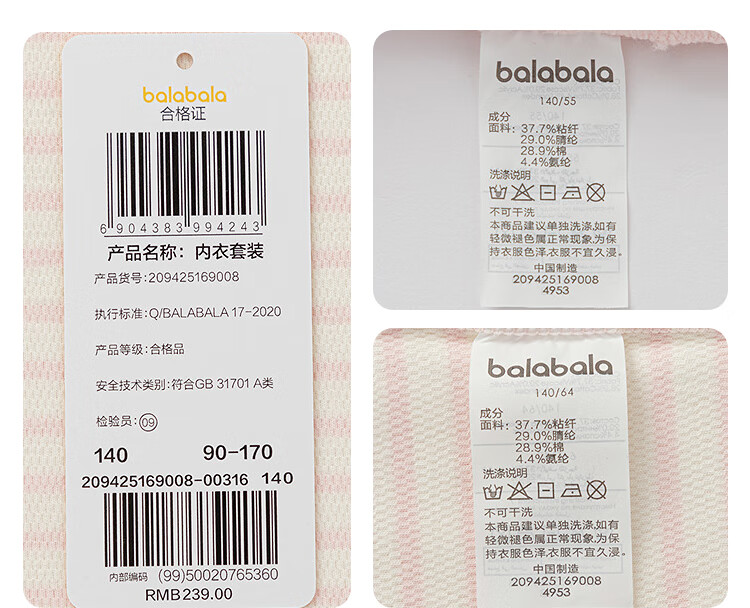 balabala
合格证
6904383994243
产品名称：内衣套装
产品货号:209425169008
执行标准:Q/BALABALA 17-2020
产品等级:合格品
安全技术类别:符合GB 31701 A类
检验员:09
140 90-170
209425169008-00316 140
内部编码 (99)50020765360
RMB239.00
balabala
140/55
成分
面料: 37.7%粘纤
29.0%腈纶
28.9%棉
4.4%氨纶
洗涤说明
不可干洗
本商品建议单独洗涤,如有
轻微褪色属正常现象,为保
持衣服色泽,衣服不宜久浸。
中国制造
209425169008
4953
balabala
140/64
成分
面料: 37.7%粘纤
29.0%腈纶
28.9%棉
4.4%氨纶
洗涤说明
不可干洗
本商品建议单独洗涤,如有
轻微褪色属正常现象,为保
持衣服色泽,衣服不宜久浸。
中国制造
209425169008
4953